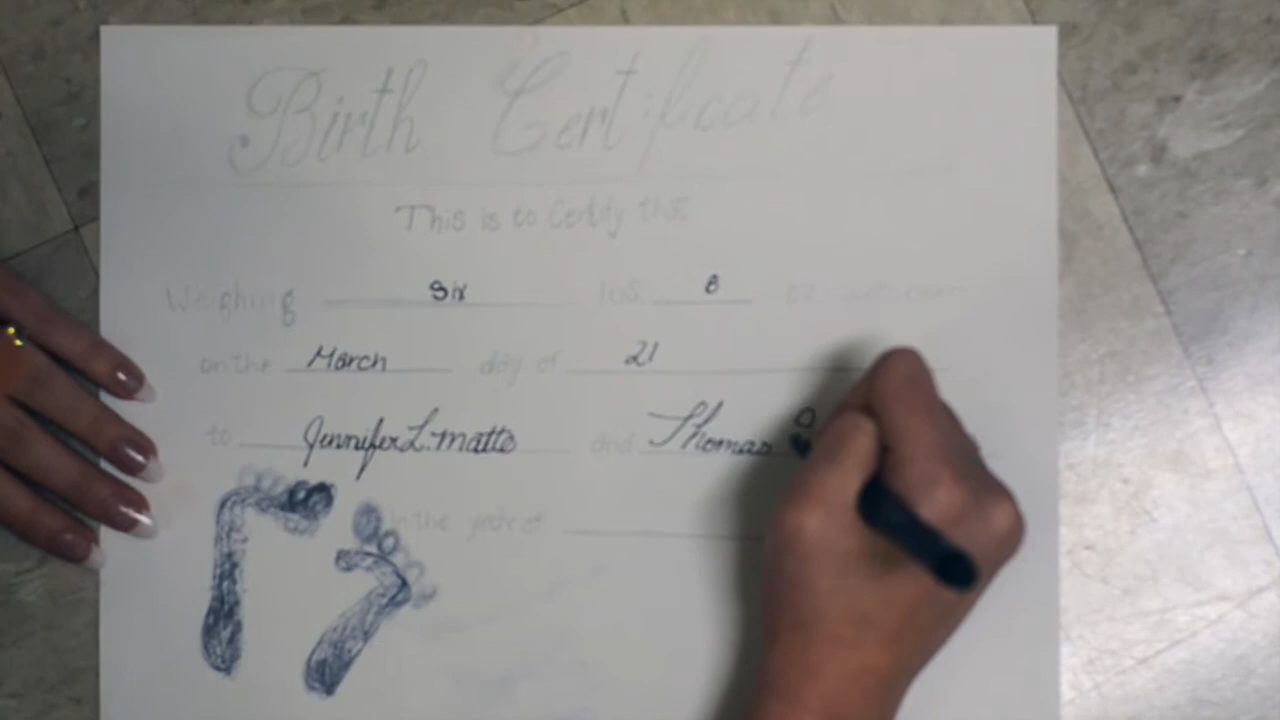 Birth Certificate
This is to Certify that
Weighing Six lbs 8 oz
on the March day of 21
to Jennifer L. Matts and Thomas
in the year of